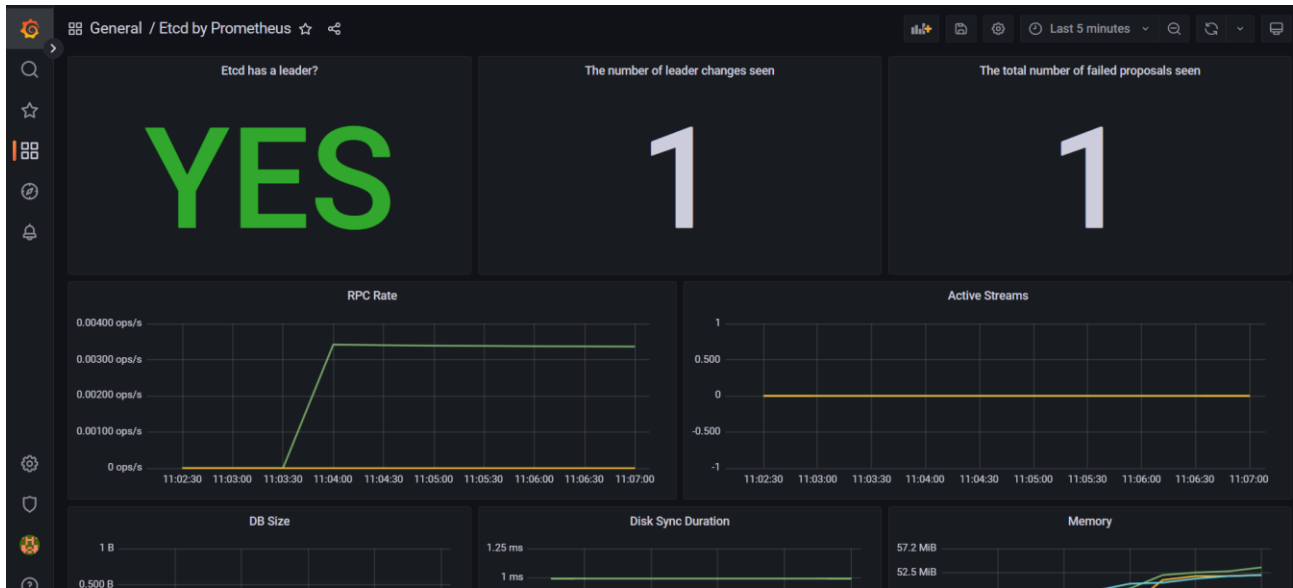 General / Etcd by Prometheus
Last 5 minutes
Etcd has a leader?
YES
The number of leader changes seen
1
The total number of failed proposals seen
1
RPC Rate
0.00400 ops/s
0.00300 ops/s
0.00200 ops/s
0.00100 ops/s
0 ops/s
11:02:30 11:03:00 11:03:30 11:04:00 11:04:30 11:05:00 11:05:30 11:06:00 11:06:30 11:07:00
Active Streams
1
0.500
0
-0.500
-1
11:02:30 11:03:00 11:03:30 11:04:00 11:04:30 11:05:00 11:05:30 11:06:00 11:06:30 11:07:00
DB Size
1 B
0.500 B
Disk Sync Duration
1.25 ms
1 ms
Memory
57.2 MiB
52.5 MiB